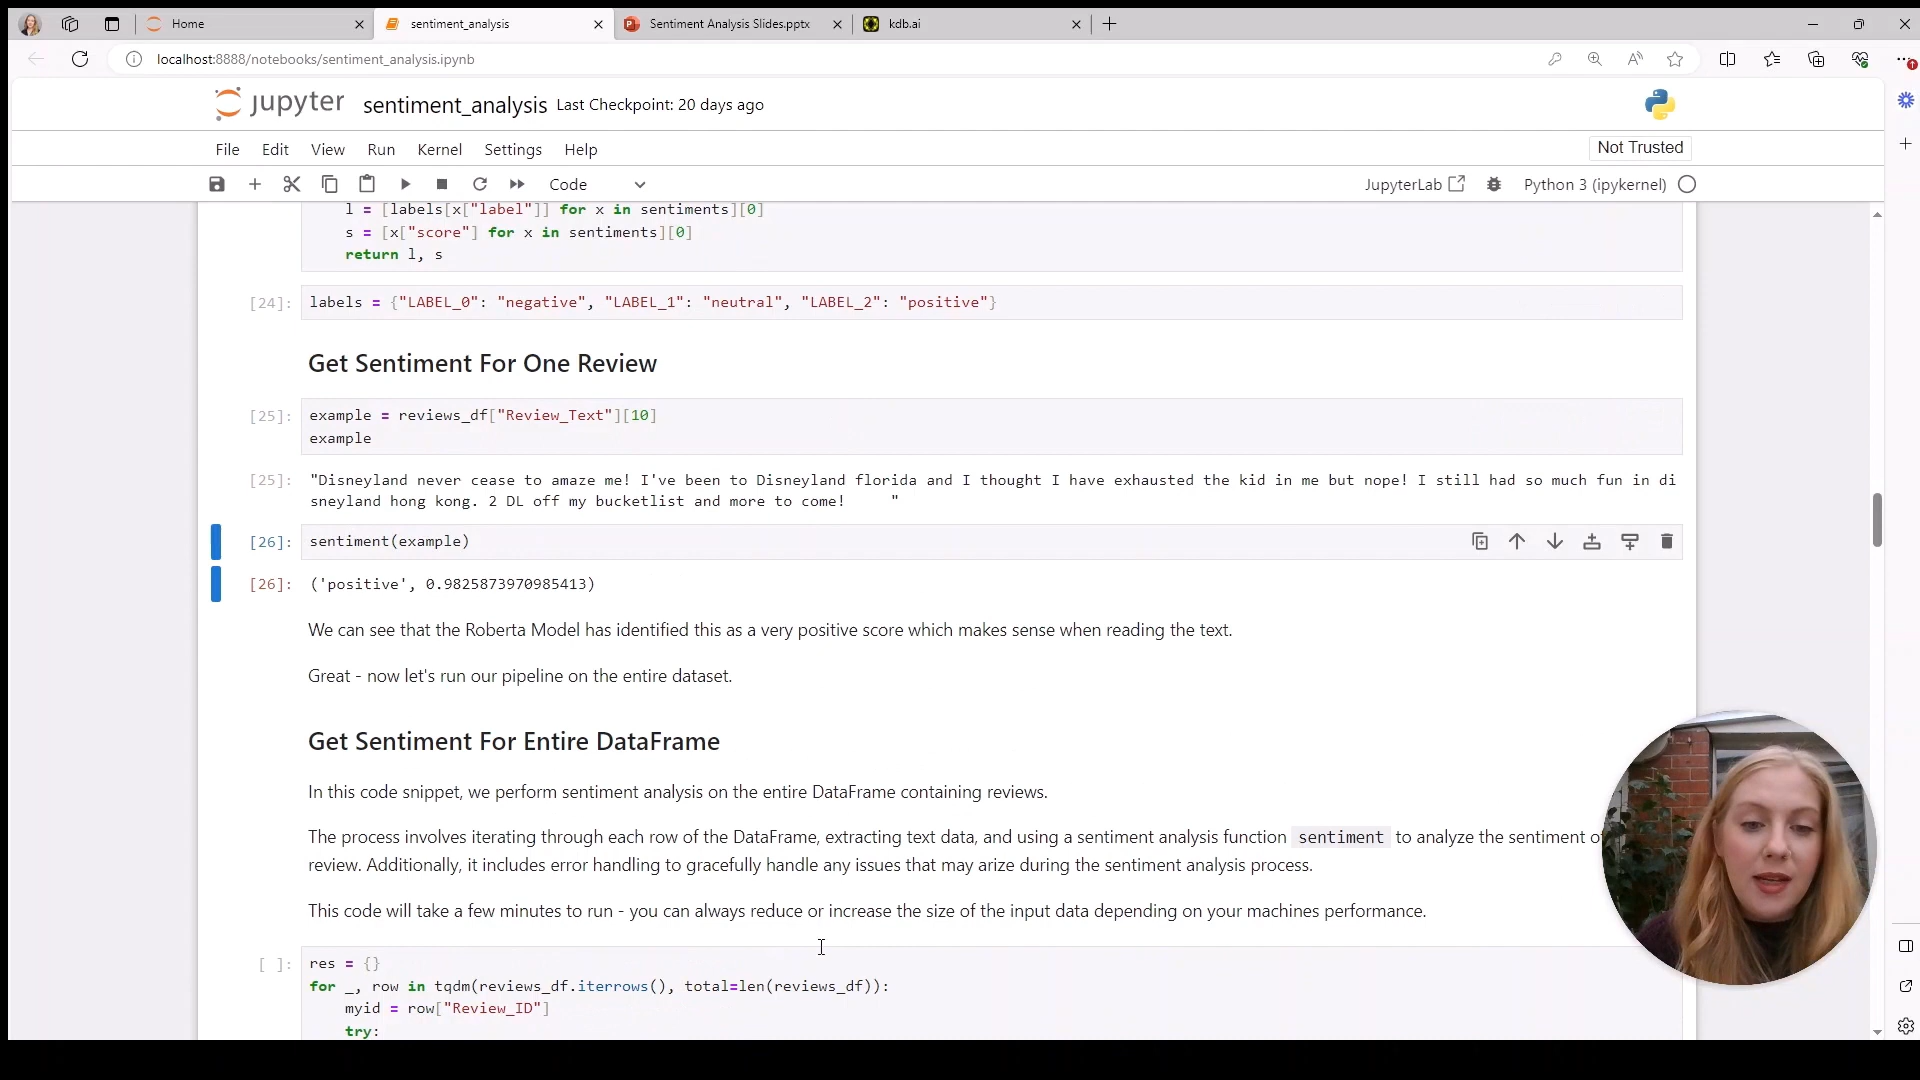 Home
sentiment_analysis
Sentiment Analysis Slides.pptx
kdb.ai
localhost:8888/notebooks/sentiment_analysis.ipynb
jupyter sentiment_analysis Last Checkpoint: 20 days ago
File Edit View Run Kernel Settings Help
Not Trusted
Code
JupyterLab
Python 3 (ipykernel)
l = [labels[x["label"]] for x in sentiments][0]
s = [x["score"] for x in sentiments][0]
return l, s
[24]: labels = {"LABEL_0": "negative", "LABEL_1": "neutral", "LABEL_2": "positive"}
Get Sentiment For One Review
[25]: example = reviews_df["Review_Text"][10]
example
[25]: "Disneyland never cease to amaze me! I've been to Disneyland florida and I thought I have exhausted the kid in me but nope! I still had so much fun in di
sneyland hong kong. 2 DL off my bucketlist and more to come!     "
[26]: sentiment(example)
[26]: ('positive', 0.9825873970985413)
We can see that the Roberta Model has identified this as a very positive score which makes sense when reading the text.
Great - now let's run our pipeline on the entire dataset.
Get Sentiment For Entire DataFrame
In this code snippet, we perform sentiment analysis on the entire DataFrame containing reviews.
The process involves iterating through each row of the DataFrame, extracting text data, and using a sentiment analysis function sentiment to analyze the sentiment
review. Additionally, it includes error handling to gracefully handle any issues that may arize during the sentiment analysis process.
This code will take a few minutes to run - you can always reduce or increase the size of the input data depending on your machines performance.
[ ]: res = {}
for _, row in tqdm(reviews_df.iterrows(), total=len(reviews_df)):
myid = row["Review_ID"]
try: